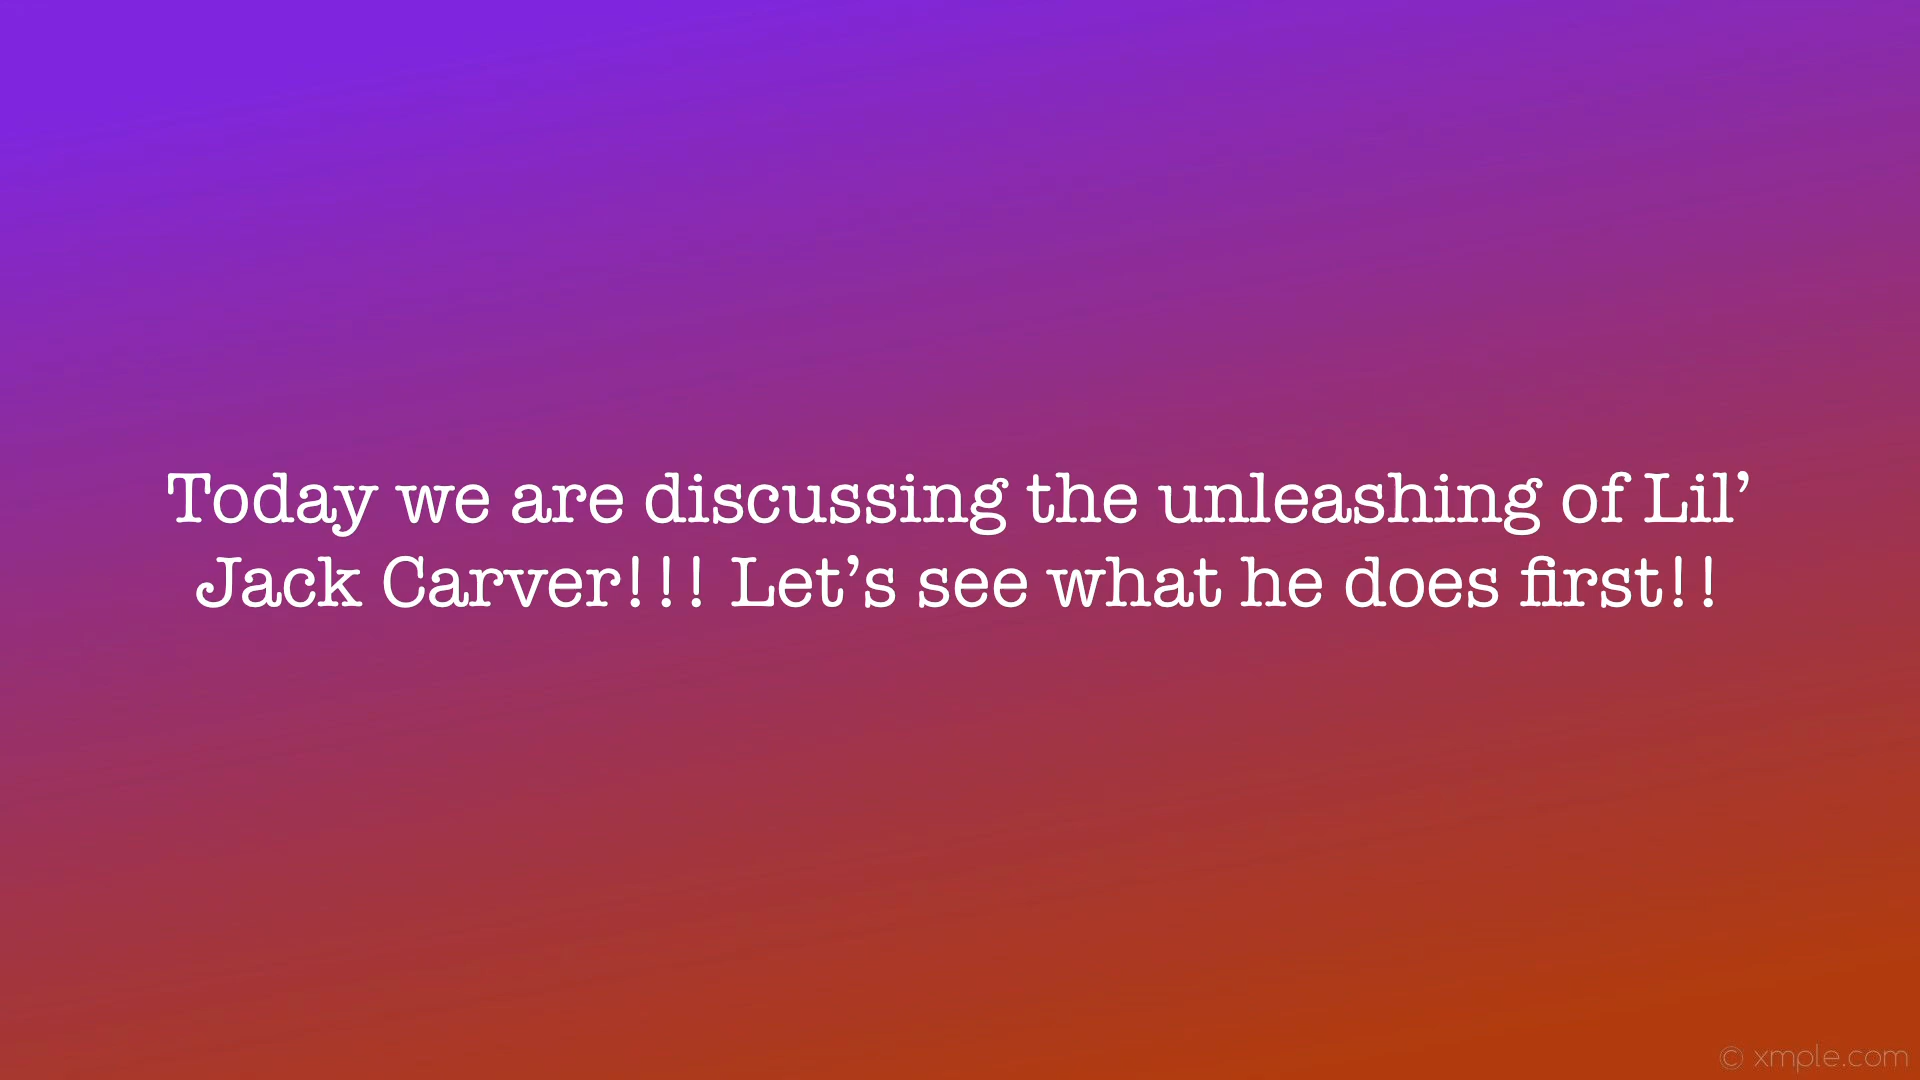 Today we are discussing the unleashing of Lil’
Jack Carver!!! Let’s see what he does first!!
© xmple.com